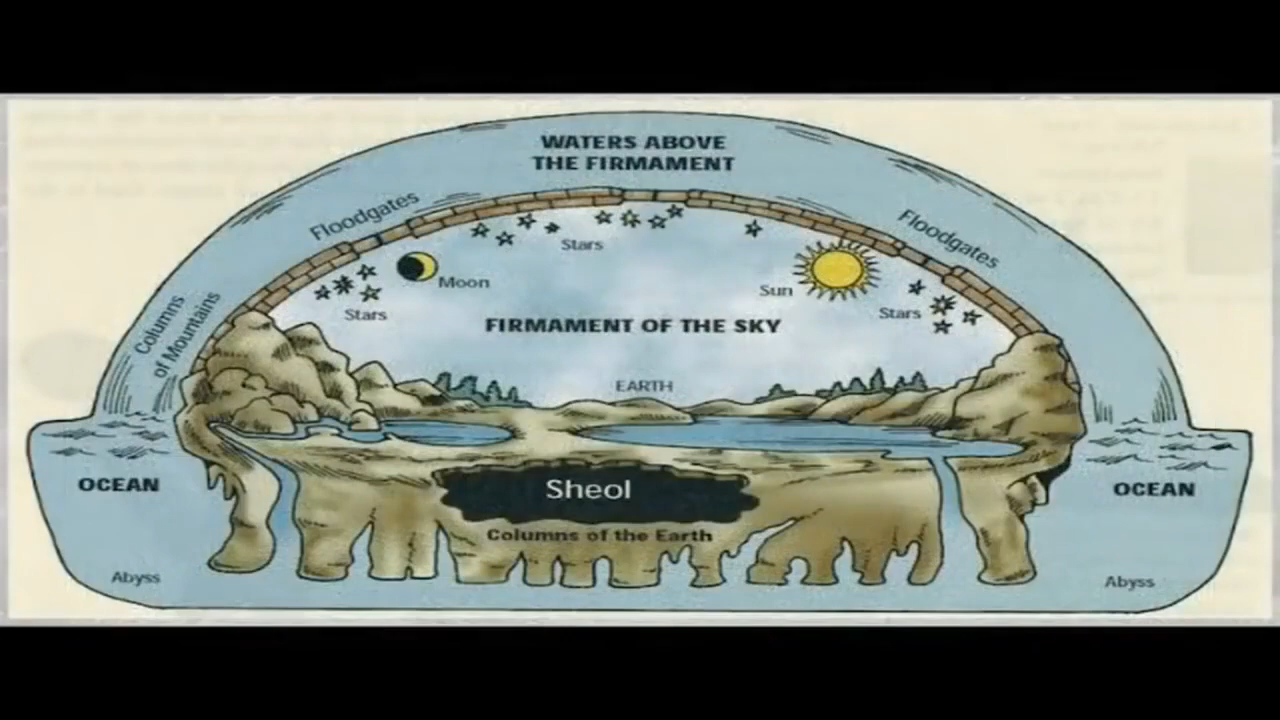 WATERS ABOVE
THE FIRMAMENT
Floodgates
Floodgates
Columns
of Mountains
Stars
Moon
Sun
Stars
Stars
FIRMAMENT OF THE SKY
EARTH
OCEAN
Sheol
OCEAN
Columns of the Earth
Abyss
Abyss